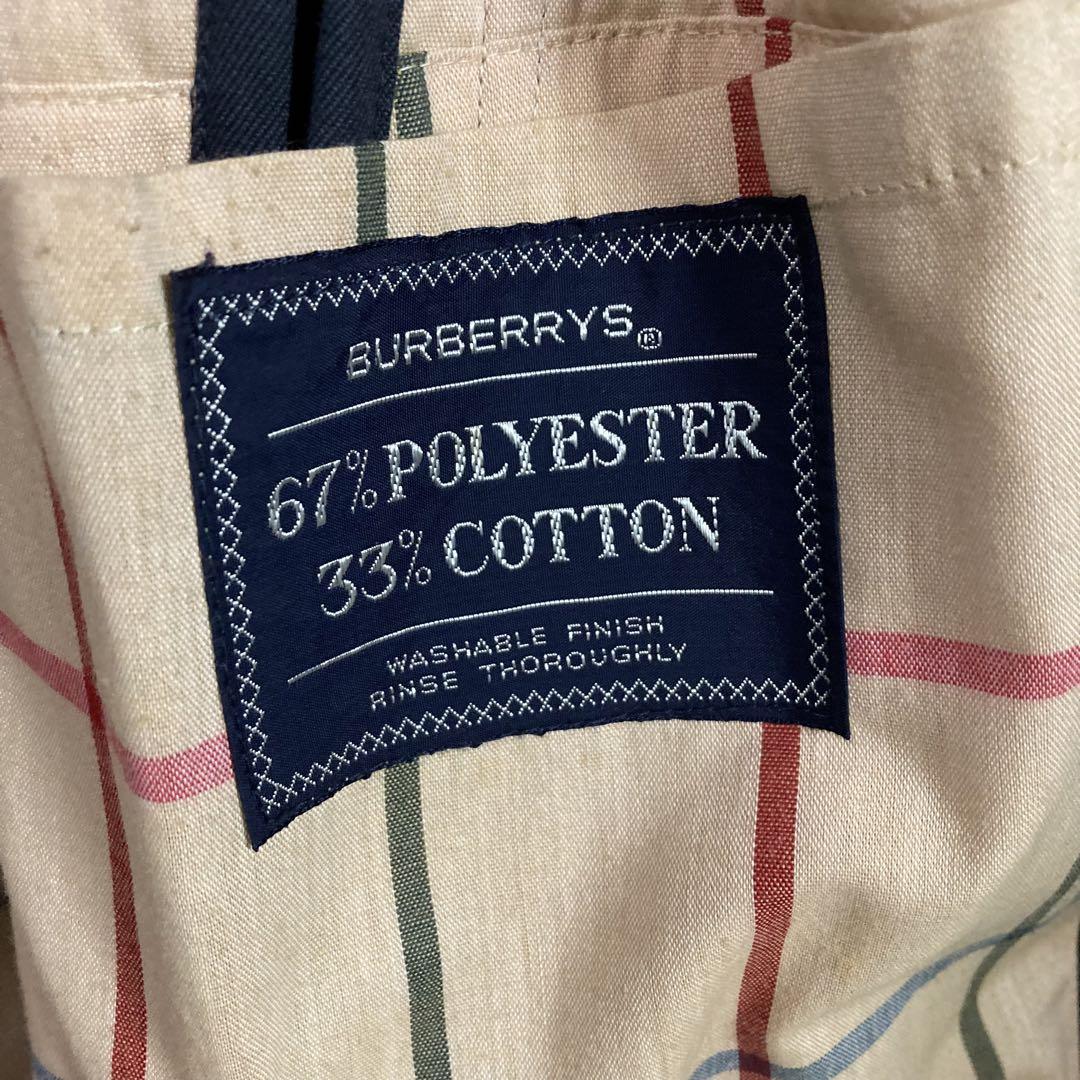 BURBERRYS®
67% POLYESTER
33% COTTON
WASHABLE FINISH
RINSE THOROUGHLY